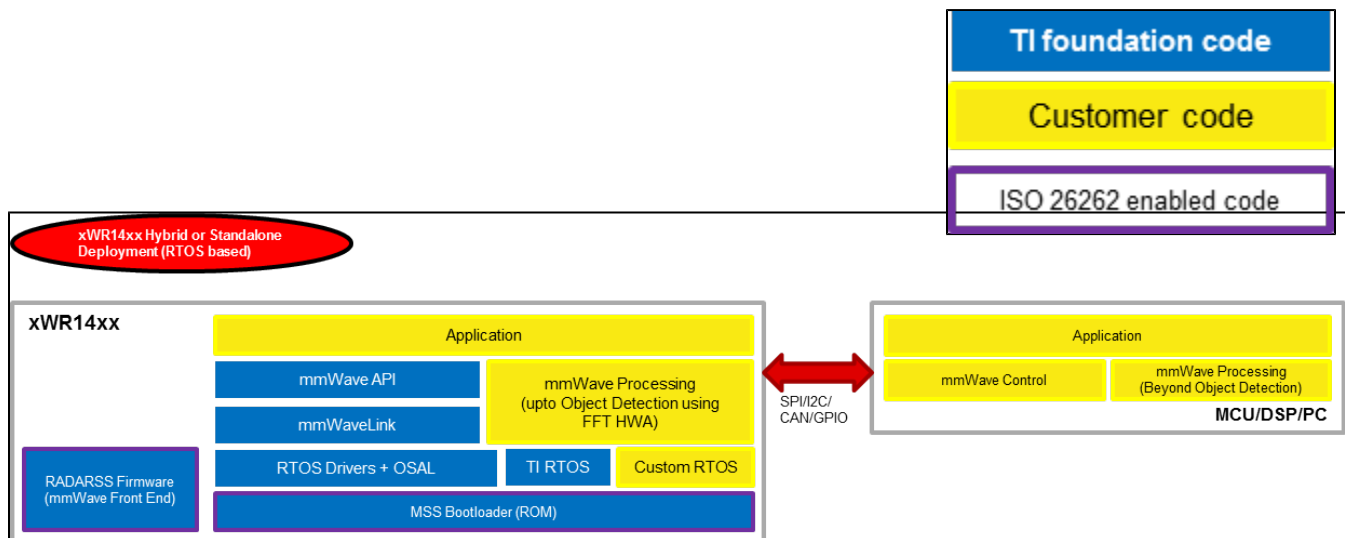 TI foundation code
Customer code
ISO 26262 enabled code
xWR14xx Hybrid or Standalone
Deployment (RTOS based)
xWR14xx
Application
mmWave API
mmWaveLink
mmWave Processing
(upto Object Detection using
FFT HWA)
RADARSS Firmware
(mmWave Front End)
RTOS Drivers + OSAL
TI RTOS
Custom RTOS
MSS Bootloader (ROM)
SPI/I2C/
CAN/GPIO
Application
mmWave Control
mmWave Processing
(Beyond Object Detection)
MCU/DSP/PC